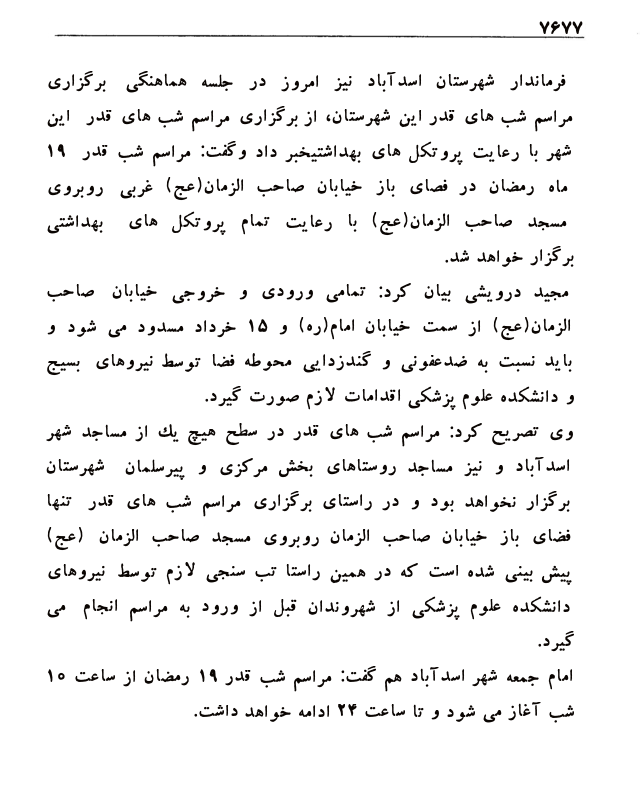 ۷۶۷۷
فرماندار شهرستان اسدآباد نیز امروز در جلسه هماهنگی برگزاری
مراسم شب های قدر این شهرستان، از برگزاری مراسم شب های قدر این
شهر با رعایت پروتکل های بهداشتیخبر داد وگفت: مراسم شب قدر ۱۹
ماه رمضان در فصای باز خیابان صاحب الزمان(عج) غربی روبروی
مسجد صاحب الزمان(عج) با رعایت تمام پروتکل های بهداشتی
برگزار خواهد شد.
مجید درویشی بیان کرد: تمامی ورودی و خروجی خیابان صاحب
الزمان(عج) از سمت خیابان امام(ره) و ۱۵ خرداد مسدود می شود و
باید نسبت به ضدعفونی و گندزدایی محوطه فضا توسط نیروهای بسیج
و دانشکده علوم پزشکی اقدامات لازم صورت گیرد.
وی تصریح کرد: مراسم شب های قدر در سطح هیچ یك از مساجد شهر
اسدآباد و نیز مساجد روستاهای بخش مرکزی و پیرسلمان شهرستان
برگزار نخواهد بود و در راستای برگزاری مراسم شب های قدر تنها
فضای باز خیابان صاحب الزمان روبروی مسجد صاحب الزمان (عج)
پیش بینی شده است که در همین راستا تب سنجی لازم توسط نیروهای
دانشکده علوم پزشکی از شهروندان قبل از ورود به مراسم انجام می
گیرد.
امام جمعه شهر اسدآباد هم گفت: مراسم شب قدر ۱۹ رمضان از ساعت ۱۰
شب آغاز می شود و تا ساعت ۲۴ ادامه خواهد داشت.